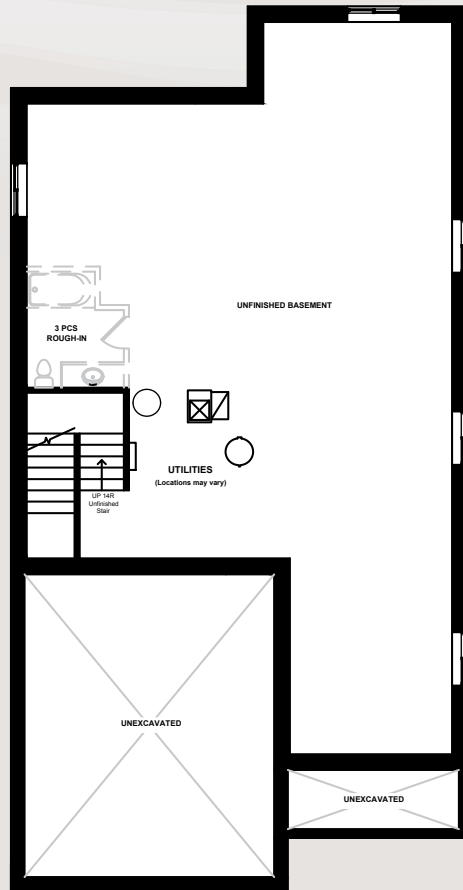 UNFINISHED BASEMENT
3 PCS
ROUGH-IN
UTILITIES
(Locations may vary)
UP 14R
Unfinished
Stair
UNEXCAVATED
UNEXCAVATED